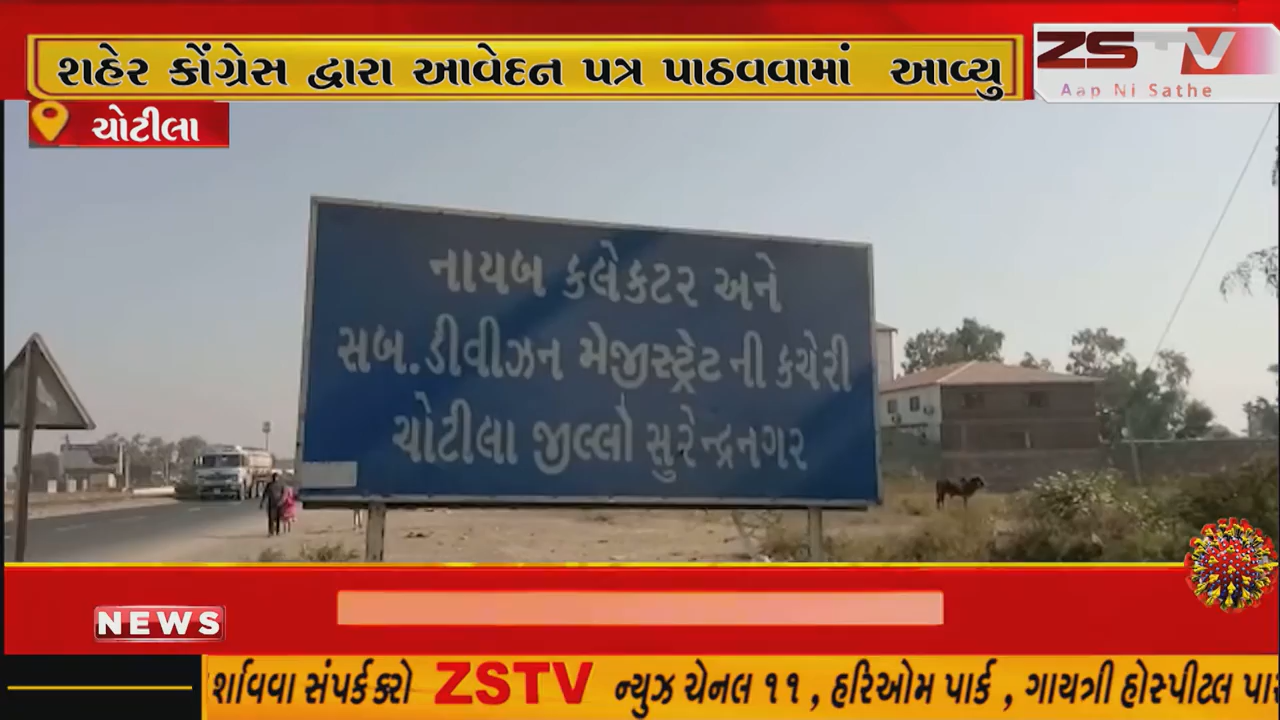 શહેર કોંગ્રેસ દ્વારા આવેદન પત્ર પાઠવવામાં આવ્યુ
ZSTV
Aap Ni Sathe
ચોટીલા
નાયબ કલેકટર અને
સબ.ડીવીઝન મેજીસ્ટ્રેટ ની કચેરી
ચોટીલા જીલ્લો સુરેન્દ્રનગર
NEWS
ર્શાવવા સંપર્ક કરો ZSTV ન્યુઝ ચેનલ ૧૧ , હરિઓમ પાર્ક , ગાયત્રી હોસ્પીટલ